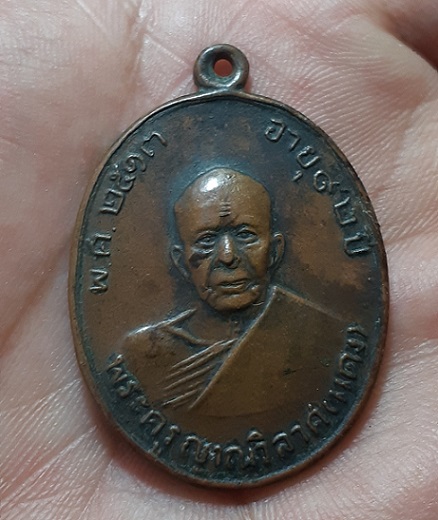 พ.ศ. ๒๕๑๓
อายุ ๙๒ ปี
พระครูญาณวิลาศ(แดง)